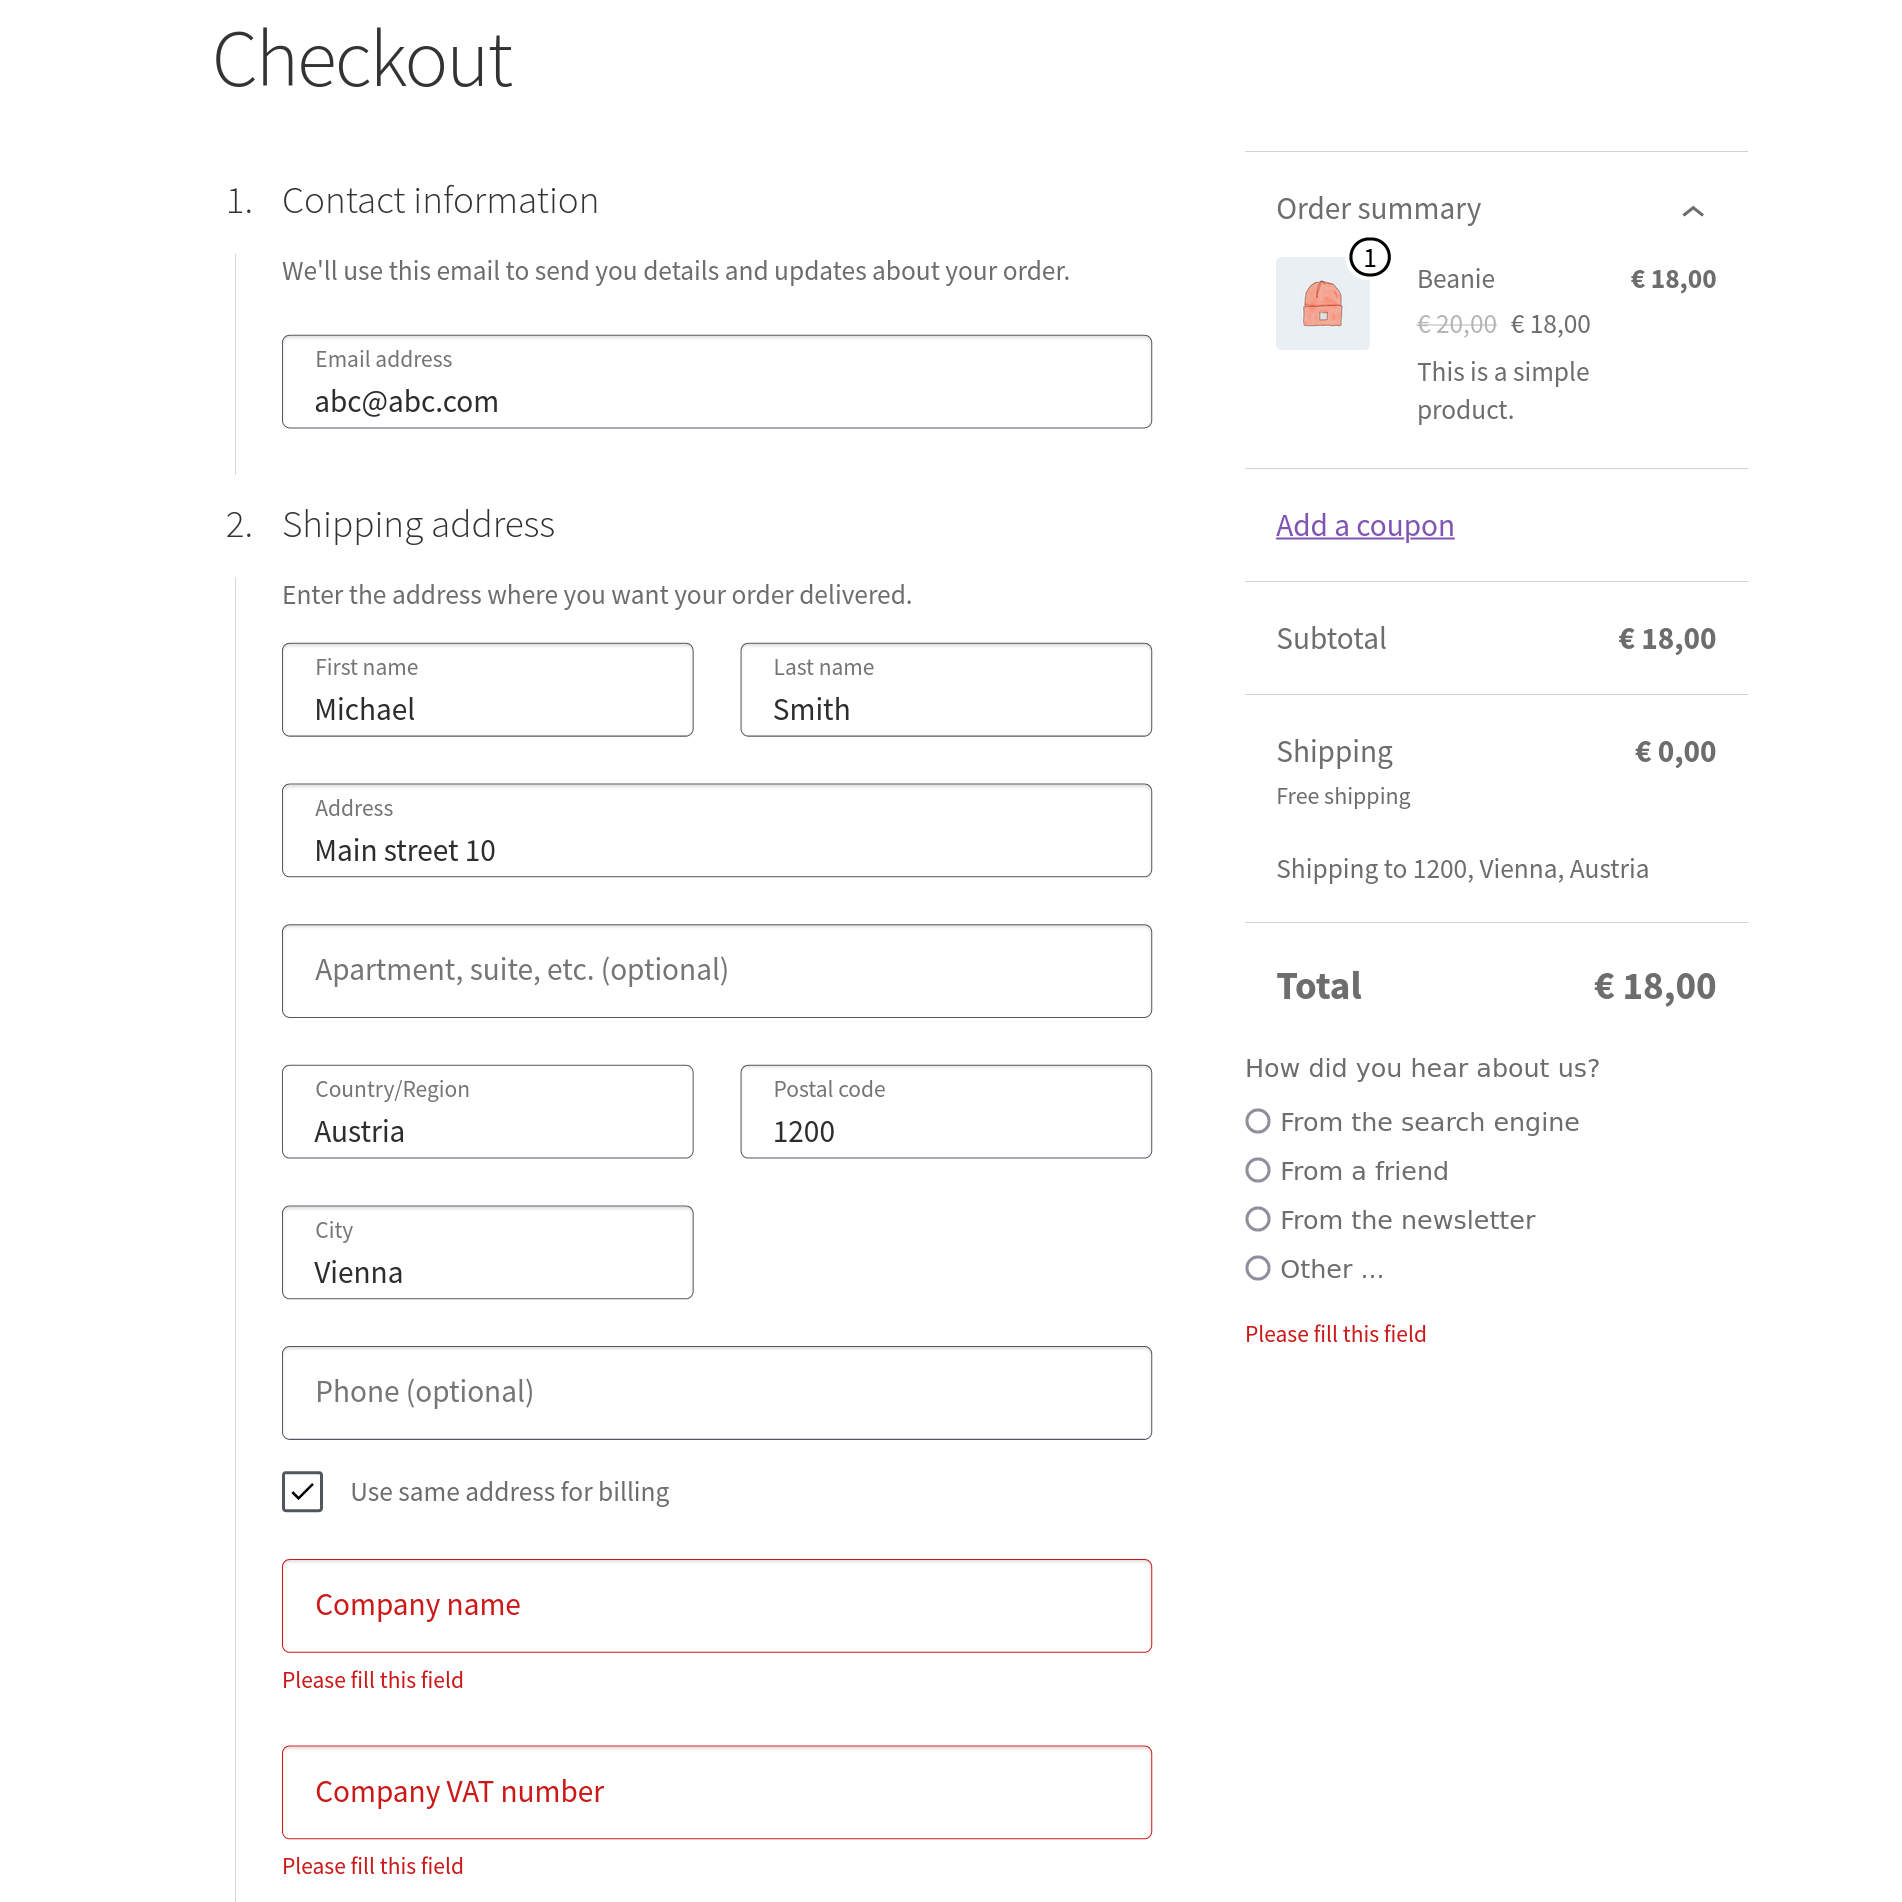 Checkout
1. Contact information
We'll use this email to send you details and updates about your order.
Email address
abc@abc.com
2. Shipping address
Enter the address where you want your order delivered.
First name
Michael
Last name
Smith
Address
Main street 10
Apartment, suite, etc. (optional)
Country/Region
Austria
Postal code
1200
City
Vienna
Phone (optional)
Use same address for billing
Company name
Please fill this field
Company VAT number
Please fill this field
Order summary
1
Beanie € 18,00
€ 20,00 € 18,00
This is a simple
product.
Add a coupon
Subtotal € 18,00
Shipping € 0,00
Free shipping
Shipping to 1200, Vienna, Austria
Total € 18,00
How did you hear about us?
From the search engine
From a friend
From the newsletter
Other ...
Please fill this field